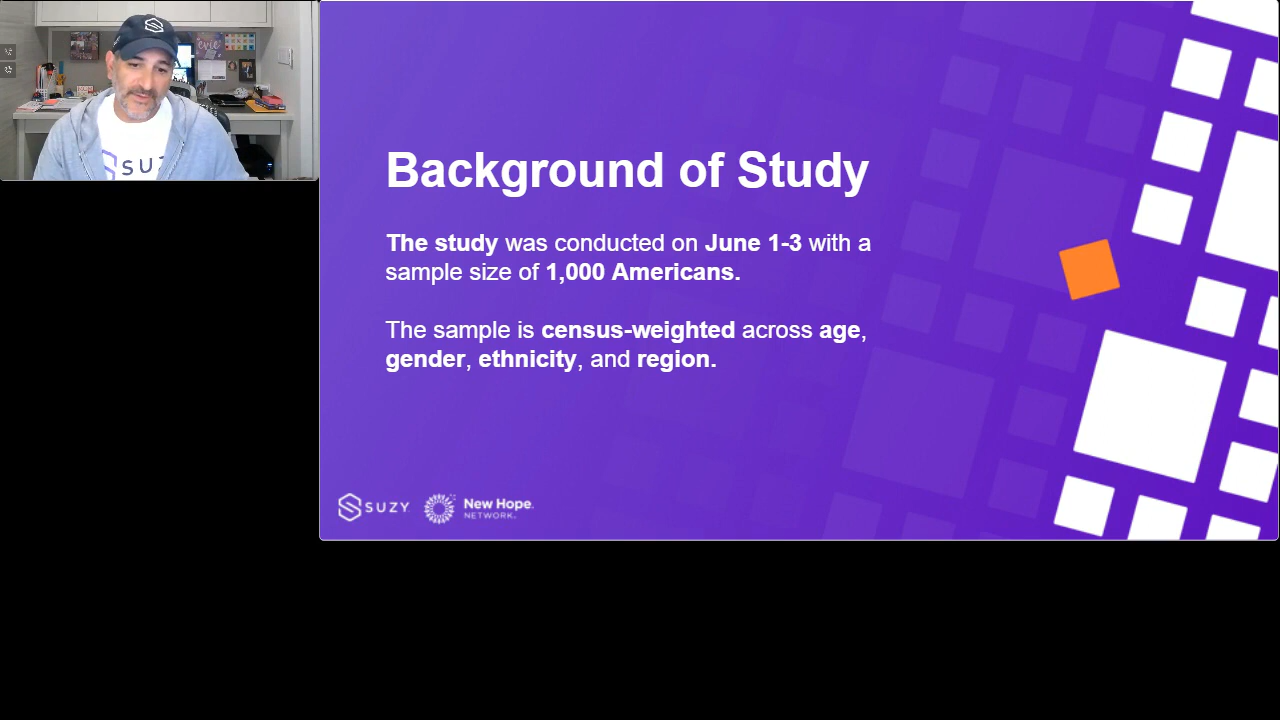 SUZ
Background of Study
The study was conducted on June 1-3 with a
sample size of 1,000 Americans.
The sample is census-weighted across age,
gender, ethnicity, and region.
SUZY
New Hope.
NETWORK.